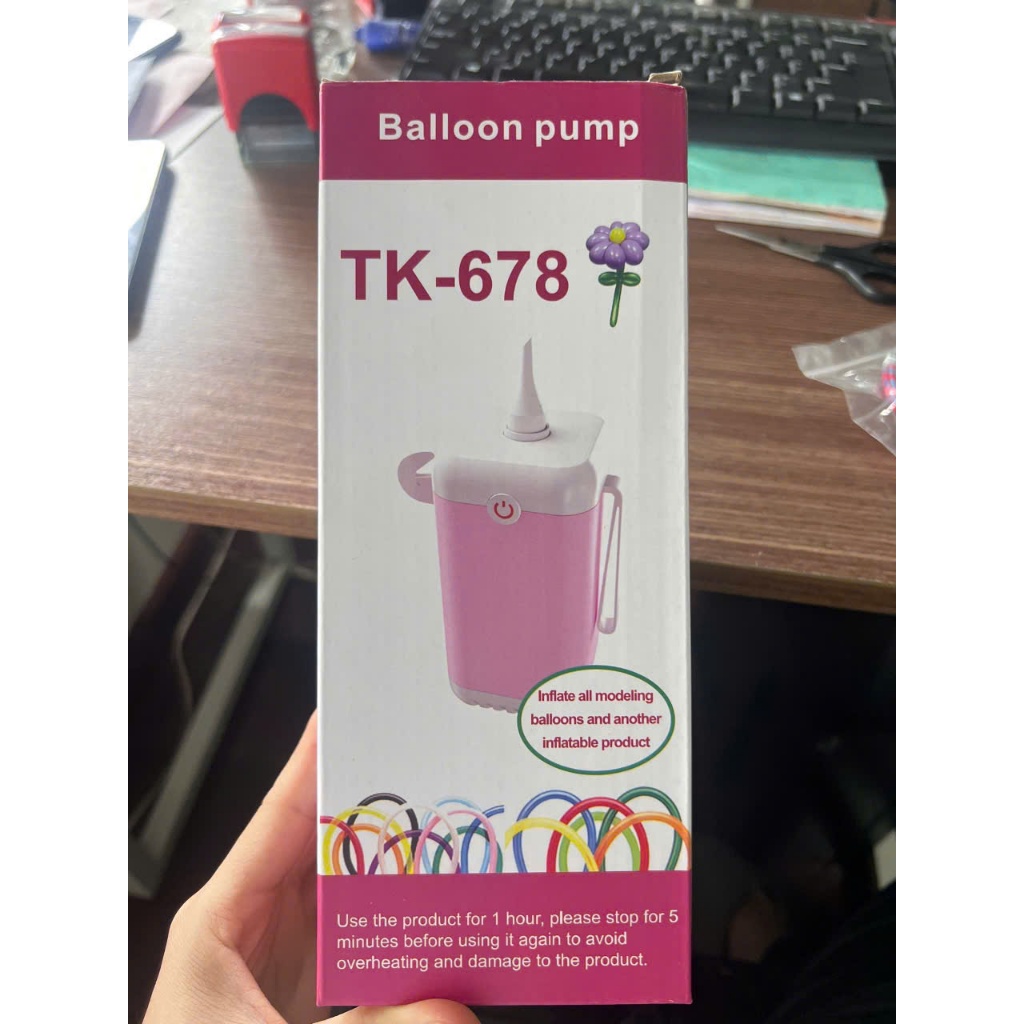 Balloon pump
TK-678
Inflate all modeling
balloons and another
inflatable product
Use the product for 1 hour, please stop for 5
minutes before using it again to avoid
overheating and damage to the product.